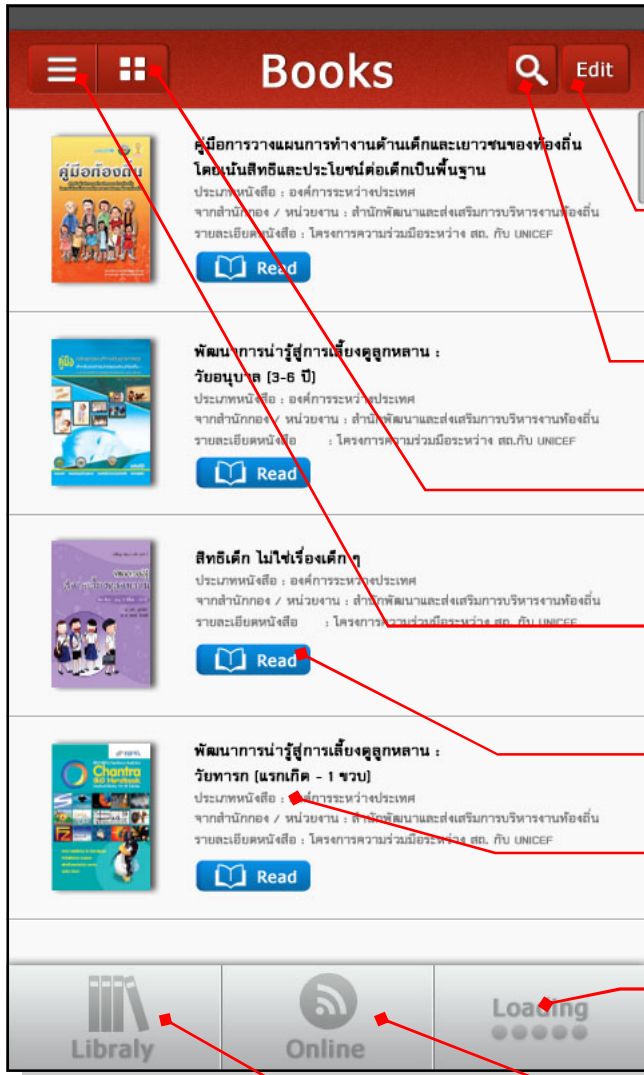 Books
Edit
คู่มือการวางแผนการทำงานด้านเด็กและเยาวชนของท้องถิ่น
โดยเน้นสิทธิและประโยชน์ต่อเด็กเป็นพื้นฐาน
ประเภทหนังสือ : องค์การระหว่างประเทศ
จากสำนักกอง / หน่วยงาน : สำนักพัฒนาและส่งเสริมการบริหารงานท้องถิ่น
รายละเอียดหนังสือ : โครงการความร่วมมือระหว่าง สถ. กับ UNICEF
คู่มือท้องถิ่น
Read
พัฒนาการน่ารู้สู่การเลี้ยงดูลูกหลาน :
วัยอนุบาล (3-6 ปี)
ประเภทหนังสือ : องค์การระหว่างประเทศ
จากสำนักกอง / หน่วยงาน : สำนักพัฒนาและส่งเสริมการบริหารงานท้องถิ่น
รายละเอียดหนังสือ : โครงการความร่วมมือระหว่าง สถ.กับ UNICEF
คู่มือ
Read
สิทธิเด็ก ไม่ใช่เรื่องเด็ก ๆ
ประเภทหนังสือ : องค์การระหว่างประเทศ
จากสำนักกอง / หน่วยงาน : สำนักพัฒนาและส่งเสริมการบริหารงานท้องถิ่น
รายละเอียดหนังสือ : โครงการความร่วมมือระหว่าง สถ. กับ UNICEF
Read
พัฒนาการน่ารู้สู่การเลี้ยงดูลูกหลาน :
วัยทารก (แรกเกิด - 1 ขวบ)
ประเภทหนังสือ : องค์การระหว่างประเทศ
จากสำนักกอง / หน่วยงาน : สำนักพัฒนาและส่งเสริมการบริหารงานท้องถิ่น
รายละเอียดหนังสือ : โครงการความร่วมมือระหว่าง สถ. กับ UNICEF
Chantra
Read
Libraly
Online
Loading